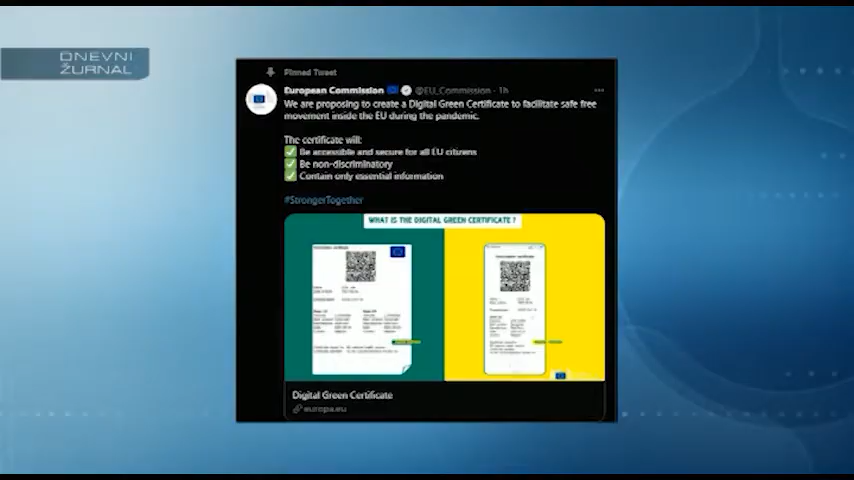 DNEVNI
ŽURNAL
Pinned Tweet
European Commission @EU_Commission · 1h
We are proposing to create a Digital Green Certificate to facilitate safe free
movement inside the EU during the pandemic.
The certificate will:
Be accessible and secure for all EU citizens
Be non-discriminatory
Contain only essential information
#StrongerTogether
WHAT IS THE DIGITAL GREEN CERTIFICATE ?
Digital Green Certificate
europa.eu